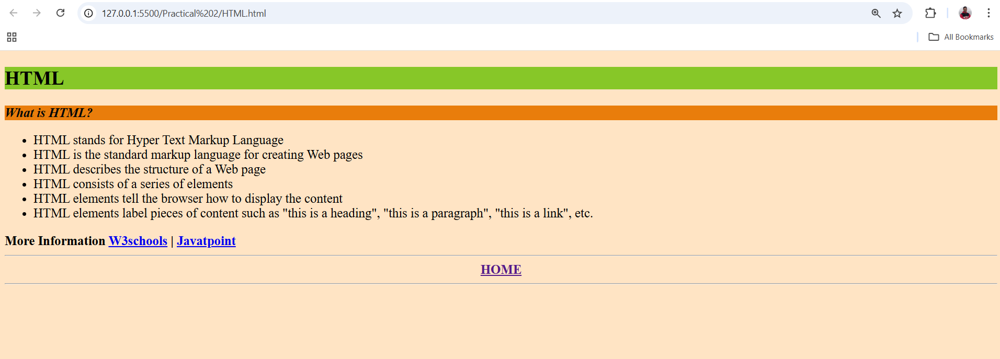 127.0.0.1:5500/Practical%202/HTML.html
All Bookmarks
HTML
What is HTML?
• HTML stands for Hyper Text Markup Language
• HTML is the standard markup language for creating Web pages
• HTML describes the structure of a Web page
• HTML consists of a series of elements
• HTML elements tell the browser how to display the content
• HTML elements label pieces of content such as "this is a heading", "this is a paragraph", "this is a link", etc.
More Information W3schools | Javatpoint
HOME